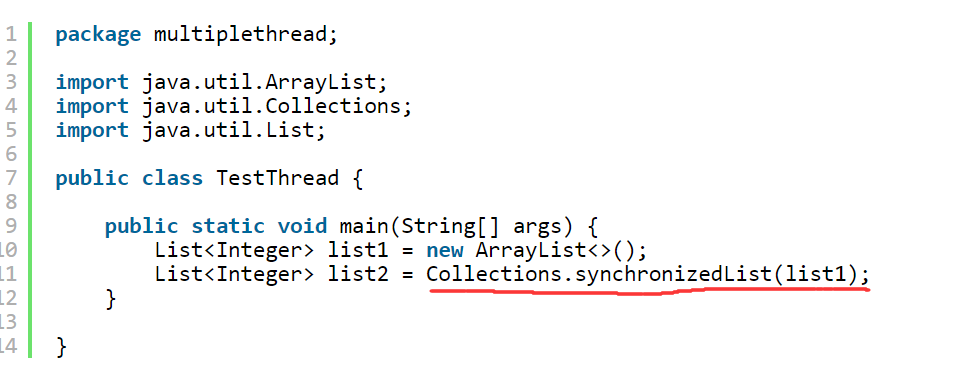 1 package multiplethread;
2
3 import java.util.ArrayList;
4 import java.util.Collections;
5 import java.util.List;
6
7 public class TestThread {
8
9     public static void main(String[] args) {
10         List<Integer> list1 = new ArrayList<>();
11         List<Integer> list2 = Collections.synchronizedList(list1);
12     }
13
14 }